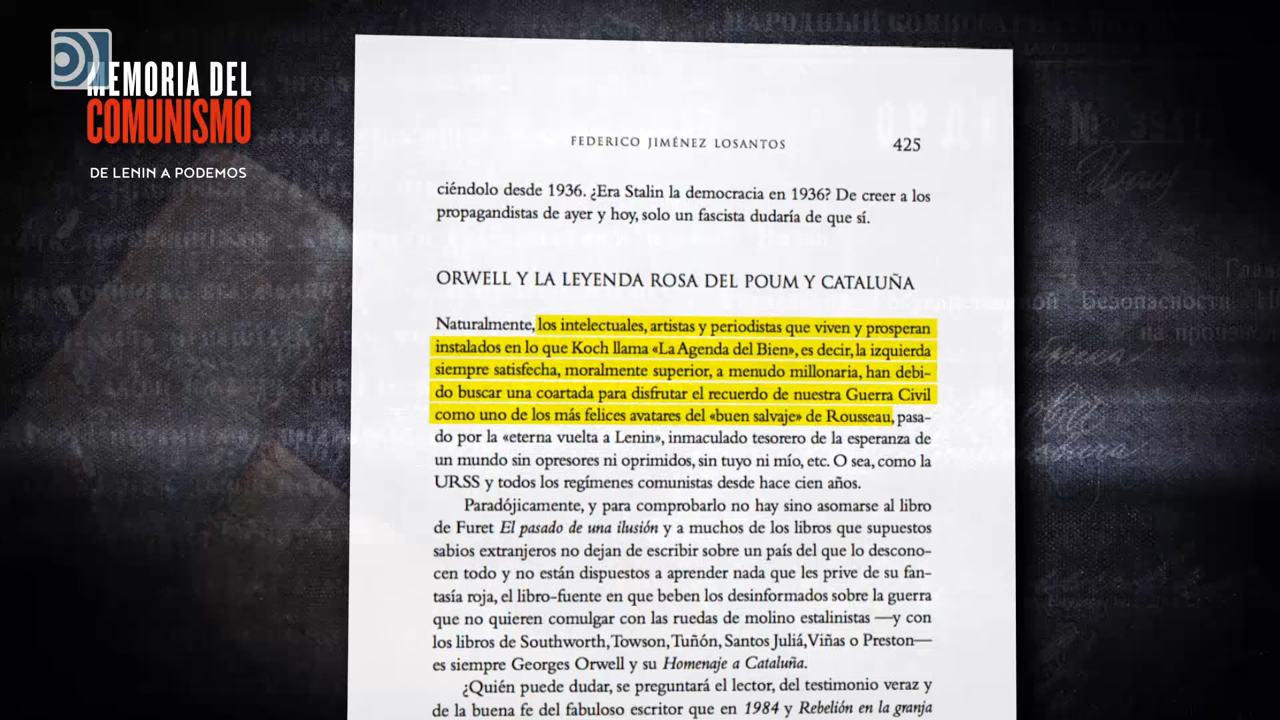 MEMORIA DEL
COMUNISMO
DE LENIN A PODEMOS
FEDERICO JIMÉNEZ LOSANTOS 425
ciéndolo desde 1936. ¿Era Stalin la democracia en 1936? De creer a los
propagandistas de ayer y hoy, solo un fascista dudaría de que sí.
ORWELL Y LA LEYENDA ROSA DEL POUM Y CATALUÑA
Naturalmente, los intelectuales, artistas y periodistas que viven y prosperan
instalados en lo que Koch llama «La Agenda del Bien», es decir, la izquierda
siempre satisfecha, moralmente superior, a menudo millonaria, han debi-
do buscar una coartada para disfrutar el recuerdo de nuestra Guerra Civil
como uno de los más felices avatares del «buen salvaje» de Rousseau, pasa-
do por la «eterna vuelta a Lenin», inmaculado tesorero de la esperanza de
un mundo sin opresores ni oprimidos, sin tuyo ni mío, etc. O sea, como la
URSS y todos los regímenes comunistas desde hace cien años.
Paradójicamente, y para comprobarlo no hay sino asomarse al libro
de Furet El pasado de una ilusión y a muchos de los libros que supuestos
sabios extranjeros no dejan de escribir sobre un país del que lo descono-
cen todo y no están dispuestos a aprender nada que les prive de su fan-
tasía roja, el libro-fuente en que beben los desinformados sobre la guerra
que no quieren comulgar con las ruedas de molino estalinistas —y con
los libros de Southworth, Towson, Tuñón, Santos Juliá, Viñas o Preston—
es siempre Georges Orwell y su Homenaje a Cataluña.
¿Quién puede dudar, se preguntará el lector, del testimonio veraz y
de la buena fe del fabuloso escritor que en 1984 y Rebelión en la granja
НАРОДНЫЙ
Безопасности